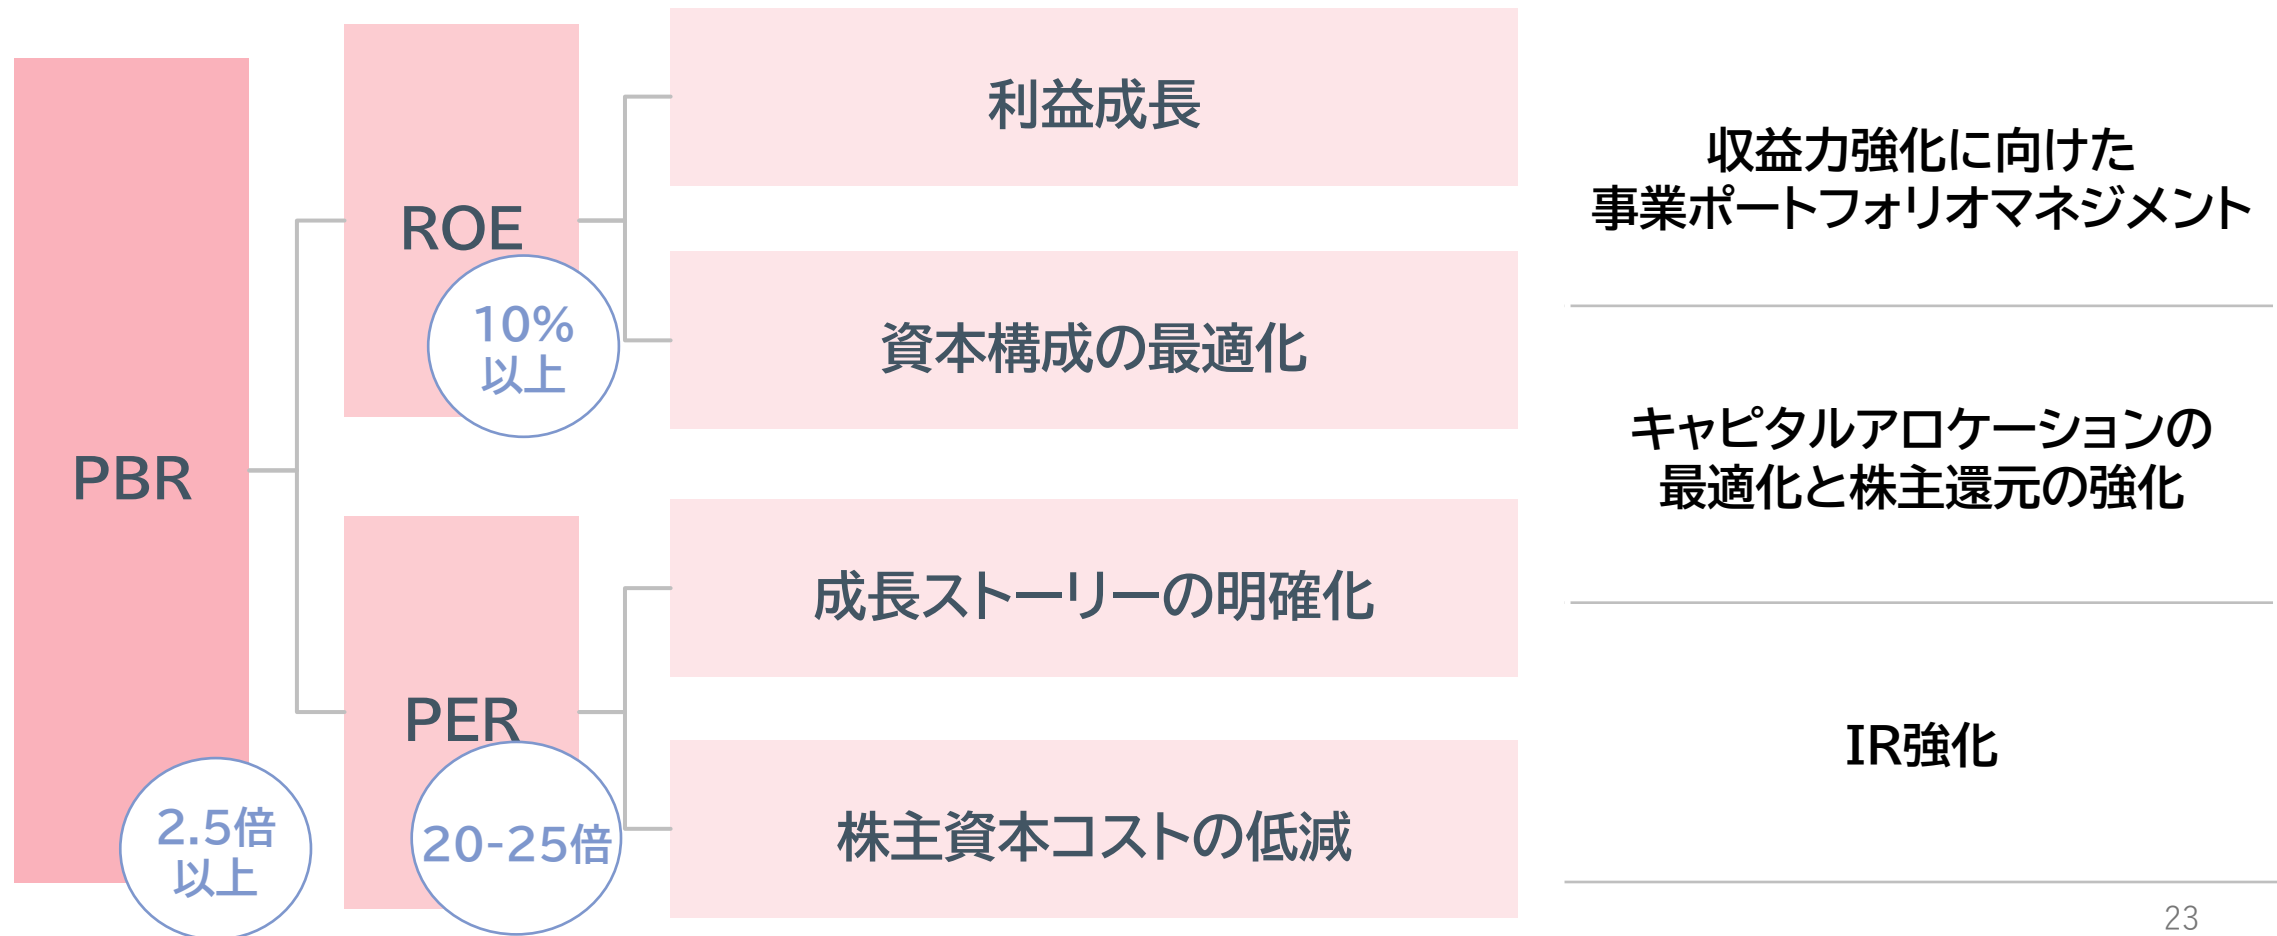 PBR
2.5倍
以上
ROE
10%
以上
PER
20-25倍
利益成長
資本構成の最適化
成長ストーリーの明確化
株主資本コストの低減
収益力強化に向けた
事業ポートフォリオマネジメント
キャピタルアロケーションの
最適化と株主還元の強化
IR強化
23